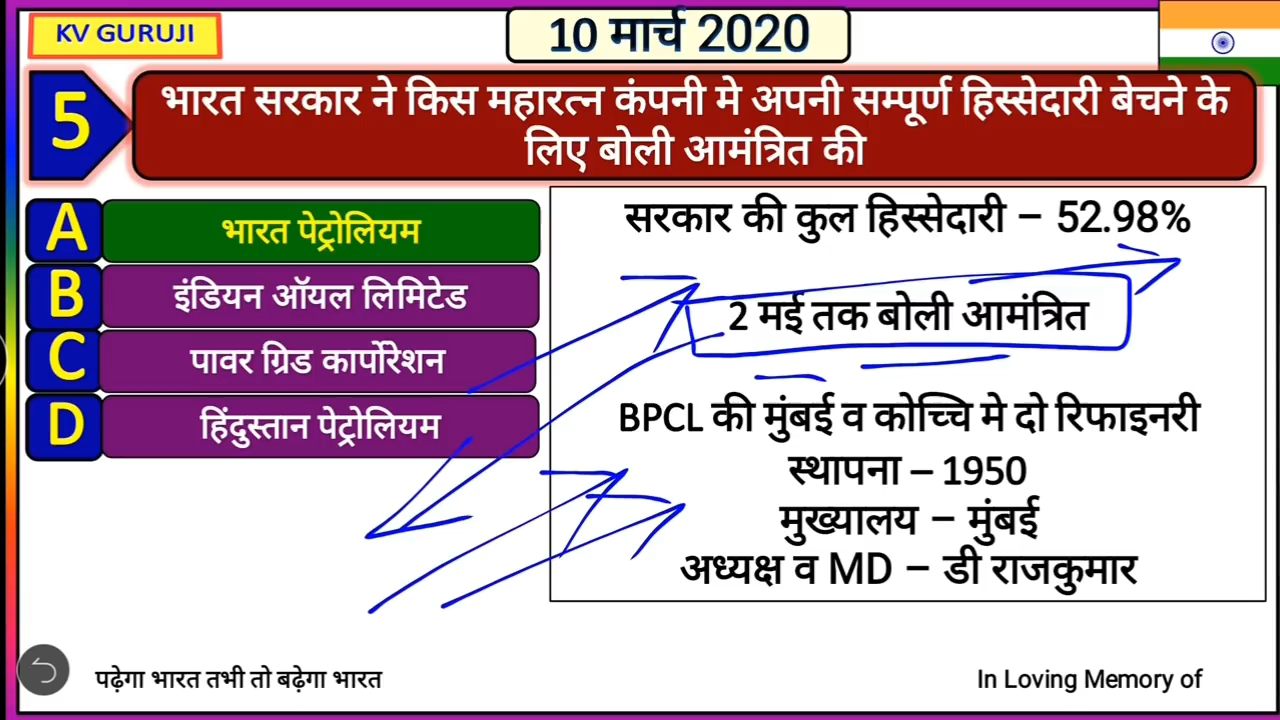 KV GURUJI
10 मार्च 2020
5
भारत सरकार ने किस महारत्न कंपनी मे अपनी सम्पूर्ण हिस्सेदारी बेचने के
लिए बोली आमंत्रित की
A भारत पेट्रोलियम
B इंडियन ऑयल लिमिटेड
C पावर ग्रिड कार्पोरेशन
D हिंदुस्तान पेट्रोलियम
सरकार की कुल हिस्सेदारी – 52.98%
2 मई तक बोली आमंत्रित
BPCL की मुंबई व कोच्चि मे दो रिफाइनरी
स्थापना – 1950
मुख्यालय – मुंबई
अध्यक्ष व MD – डी राजकुमार
पढ़ेगा भारत तभी तो बढ़ेगा भारत
In Loving Memory of